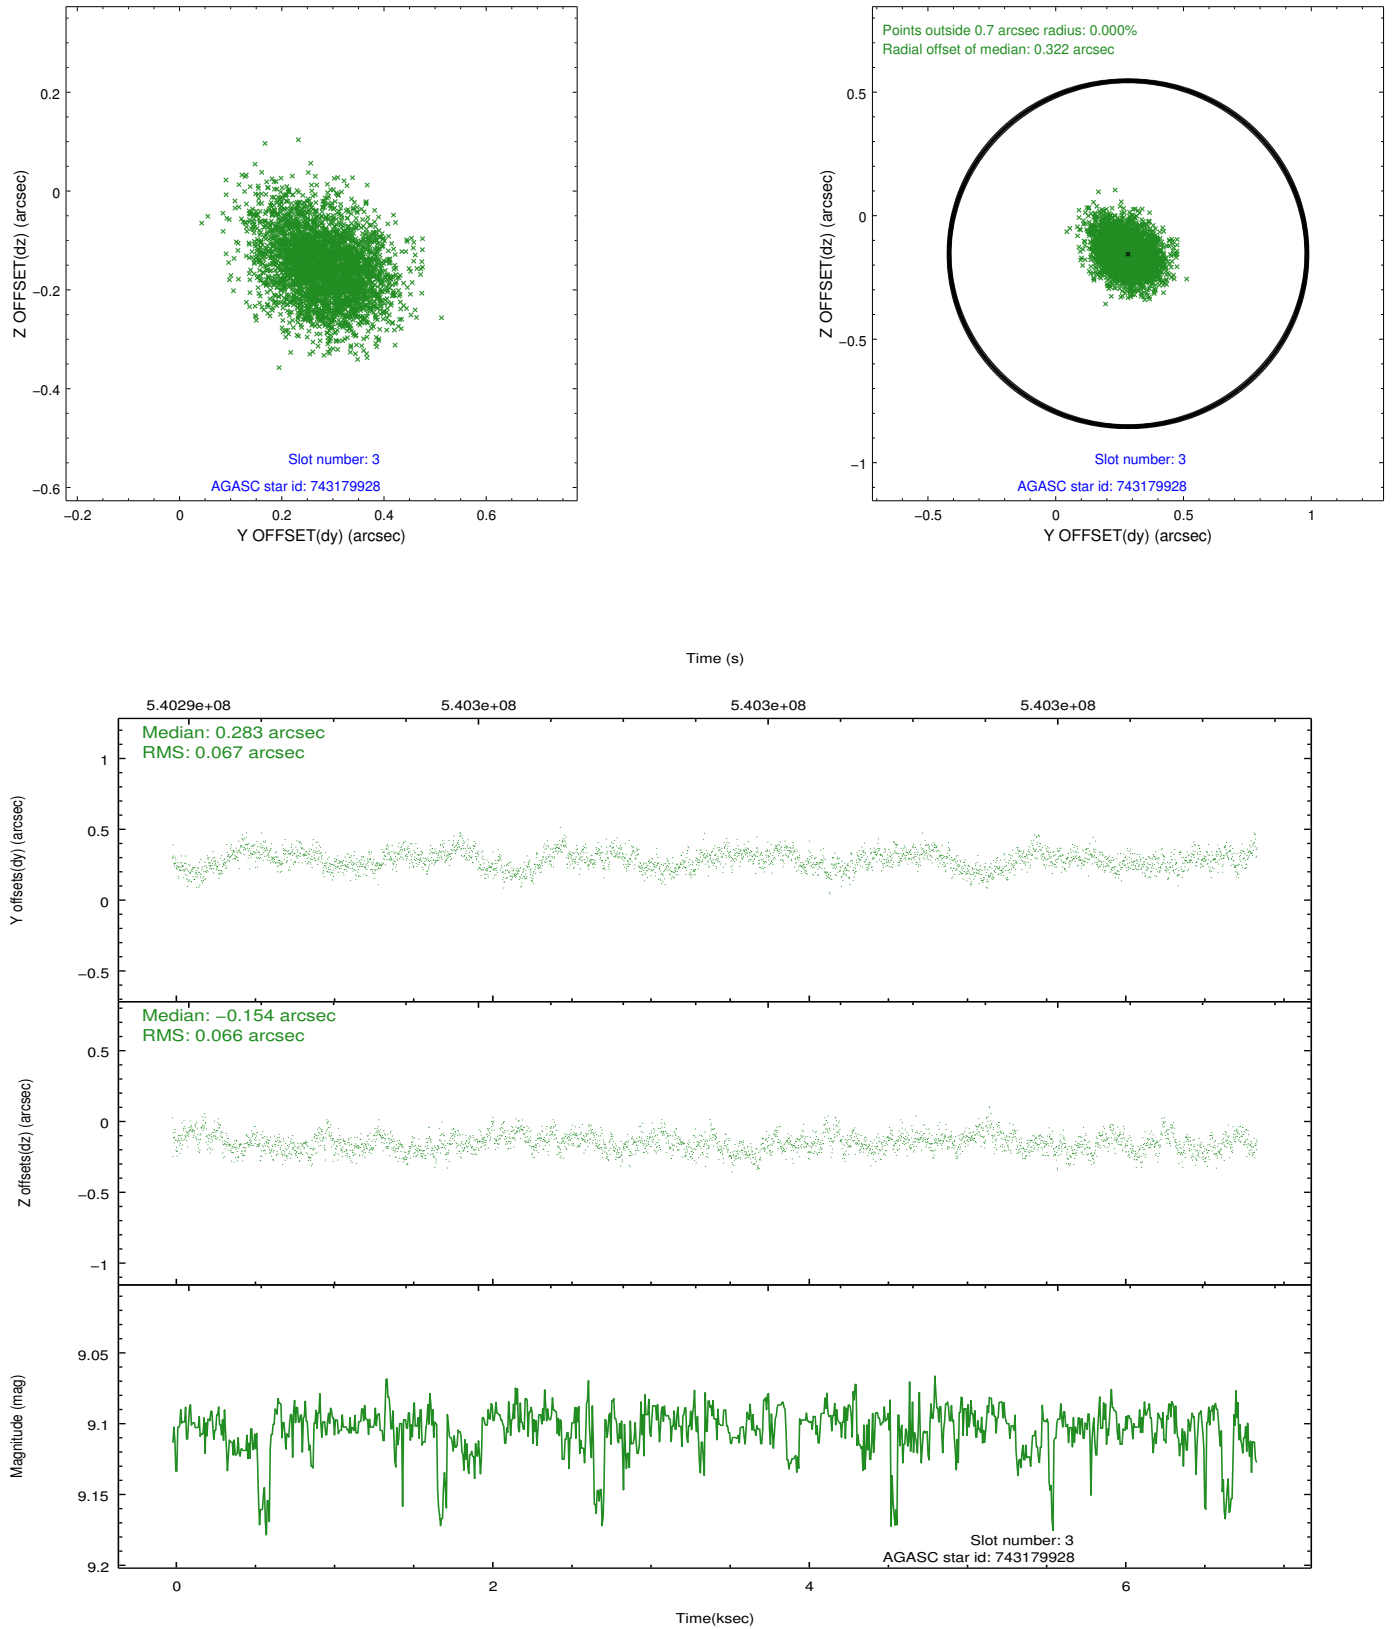 0.2
0
−0.2
−0.4
−0.6
Z OFFSET(dz) (arcsec)
Slot number: 3
AGASC star id: 743179928
−0.2 0 0.2 0.4 0.6
Y OFFSET(dy) (arcsec)
Points outside 0.7 arcsec radius: 0.000%
Radial offset of median: 0.322 arcsec
0.5
0
−0.5
−1
Z OFFSET(dz) (arcsec)
Slot number: 3
AGASC star id: 743179928
−0.5 0 0.5 1
Y OFFSET(dy) (arcsec)
Time (s)
5.4029e+08 5.403e+08 5.403e+08 5.403e+08
Median: 0.283 arcsec
RMS: 0.067 arcsec
1
0.5
0
−0.5
Y offsets(dy) (arcsec)
Median: −0.154 arcsec
RMS: 0.066 arcsec
0.5
0
−0.5
−1
Z offsets(dz) (arcsec)
9.05
9.1
9.15
9.2
Magnitude (mag)
Slot number: 3
AGASC star id: 743179928
0 2 4 6
Time(ksec)